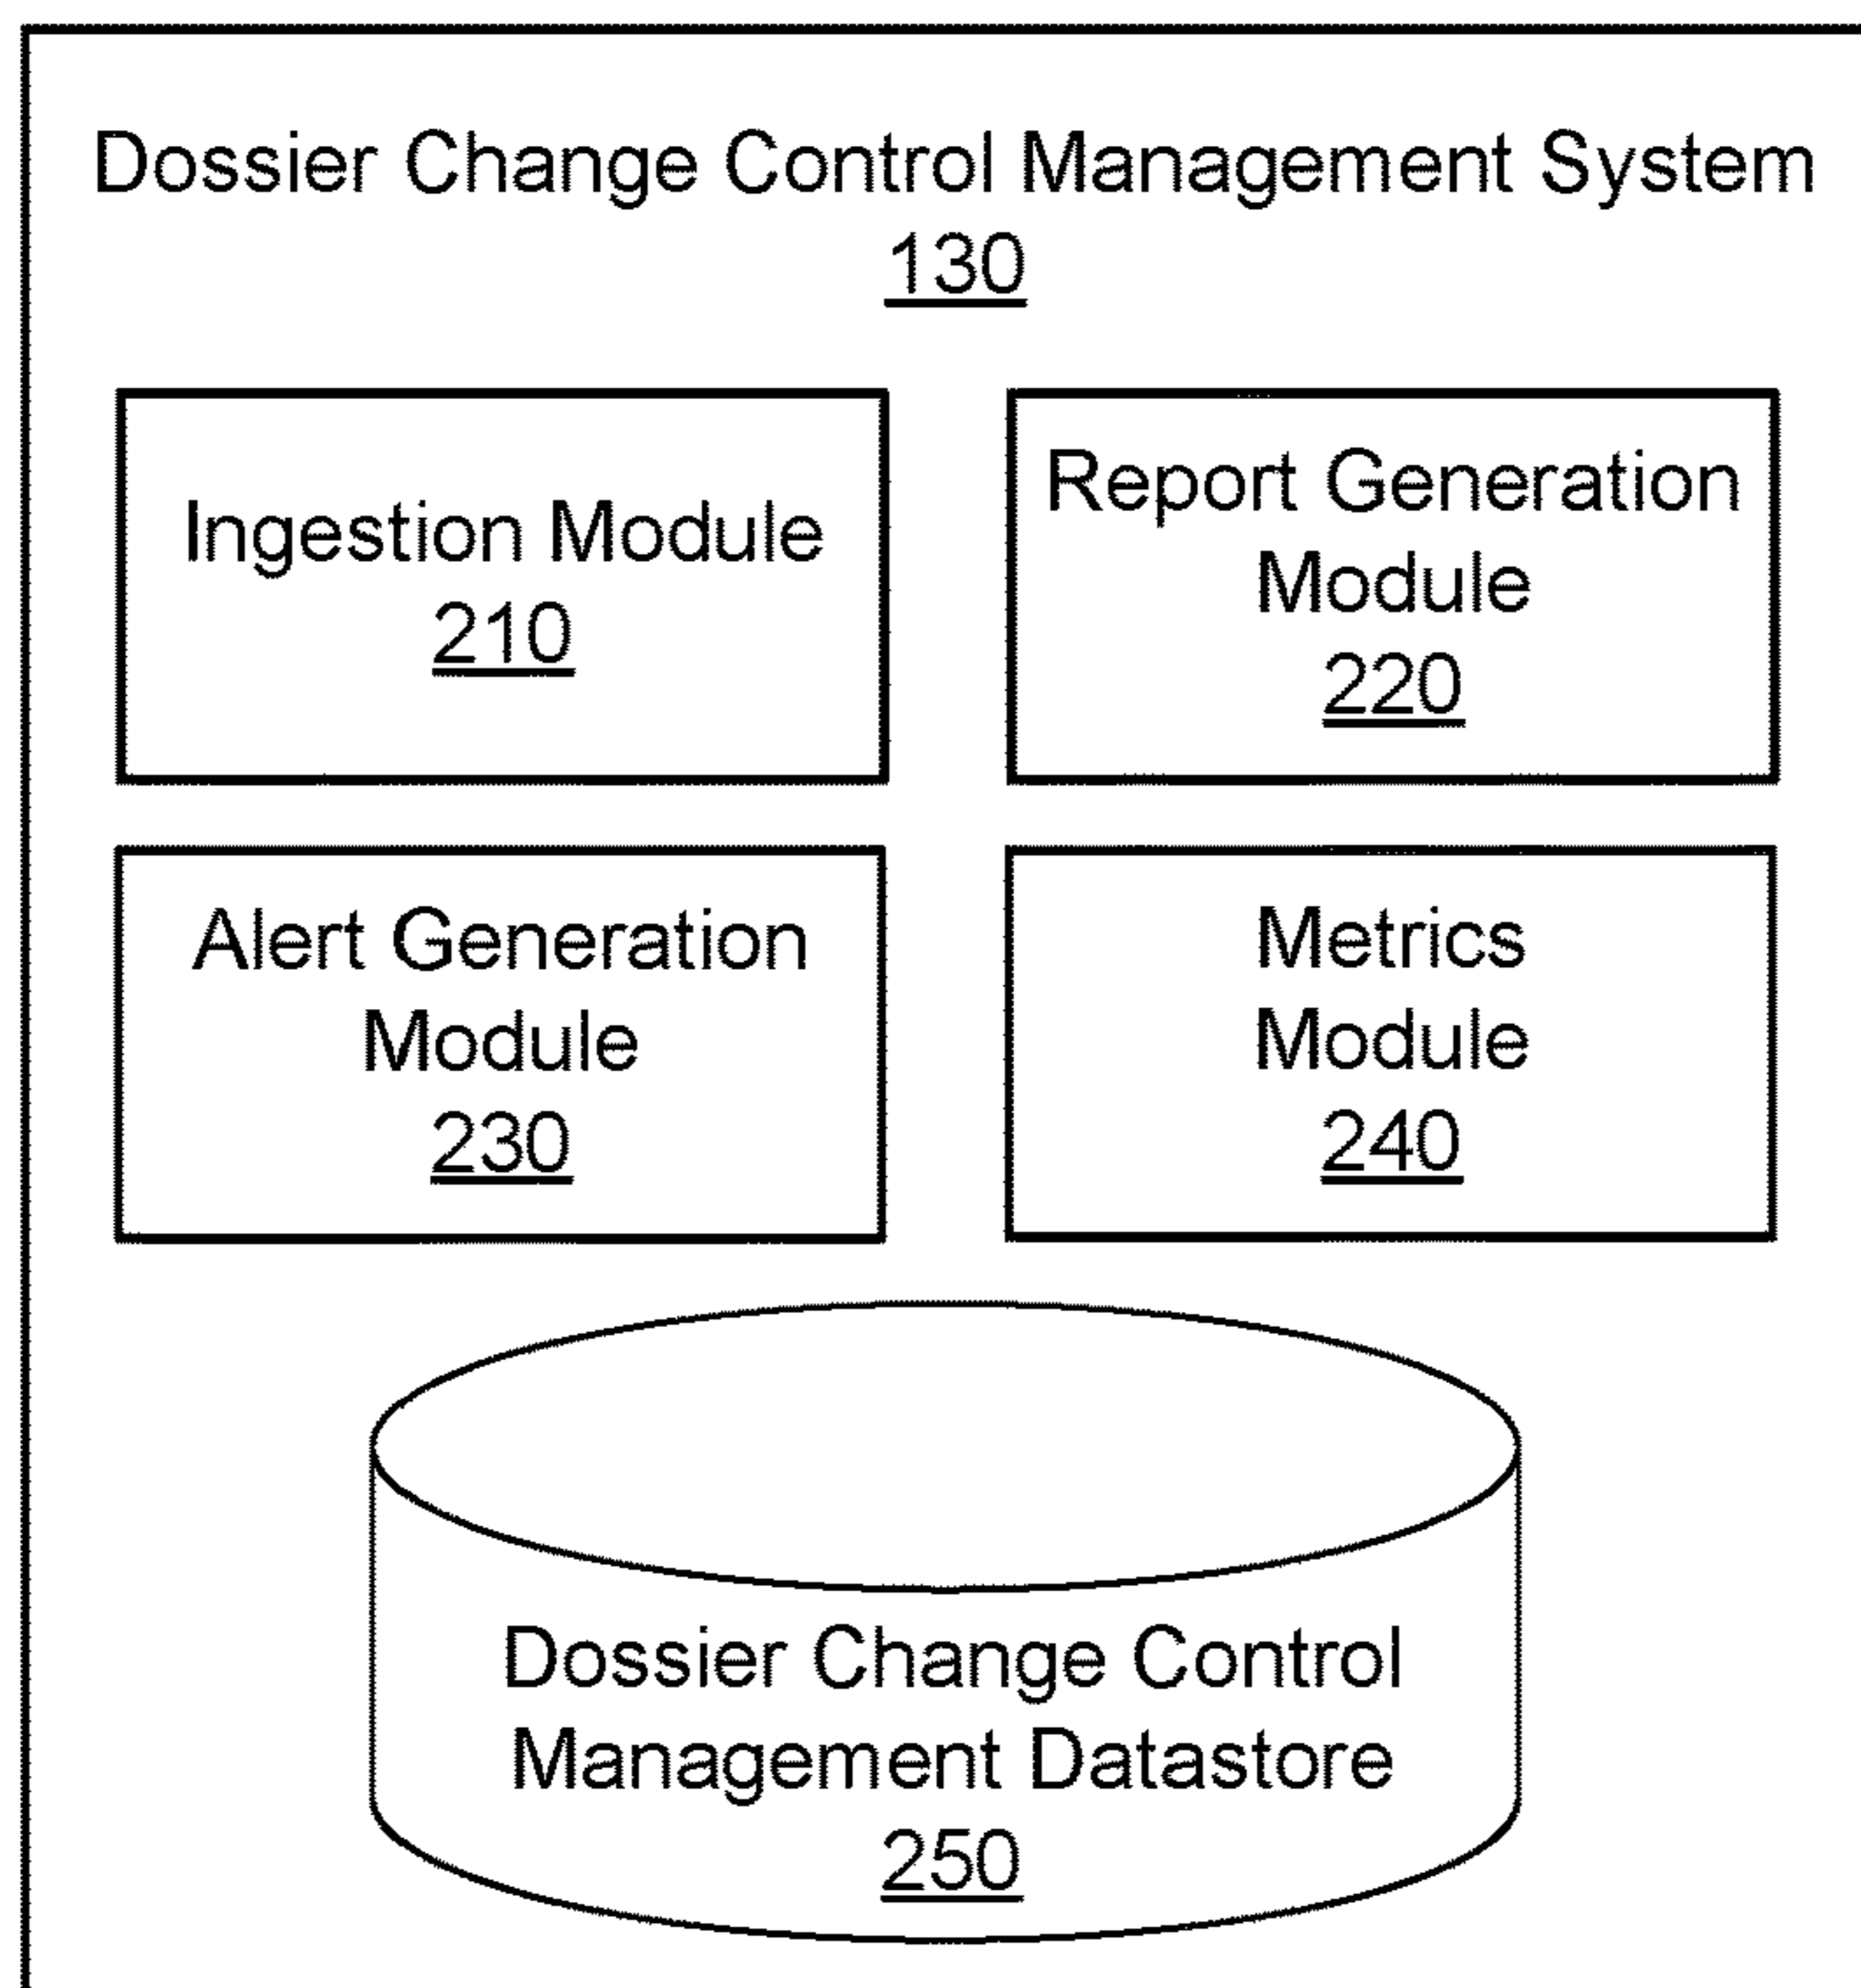 Dossier Change Control Management System
130
Ingestion Module
210
Report Generation
Module
220
Alert Generation
Module
230
Metrics
Module
240
Dossier Change Control
Management Datastore
250